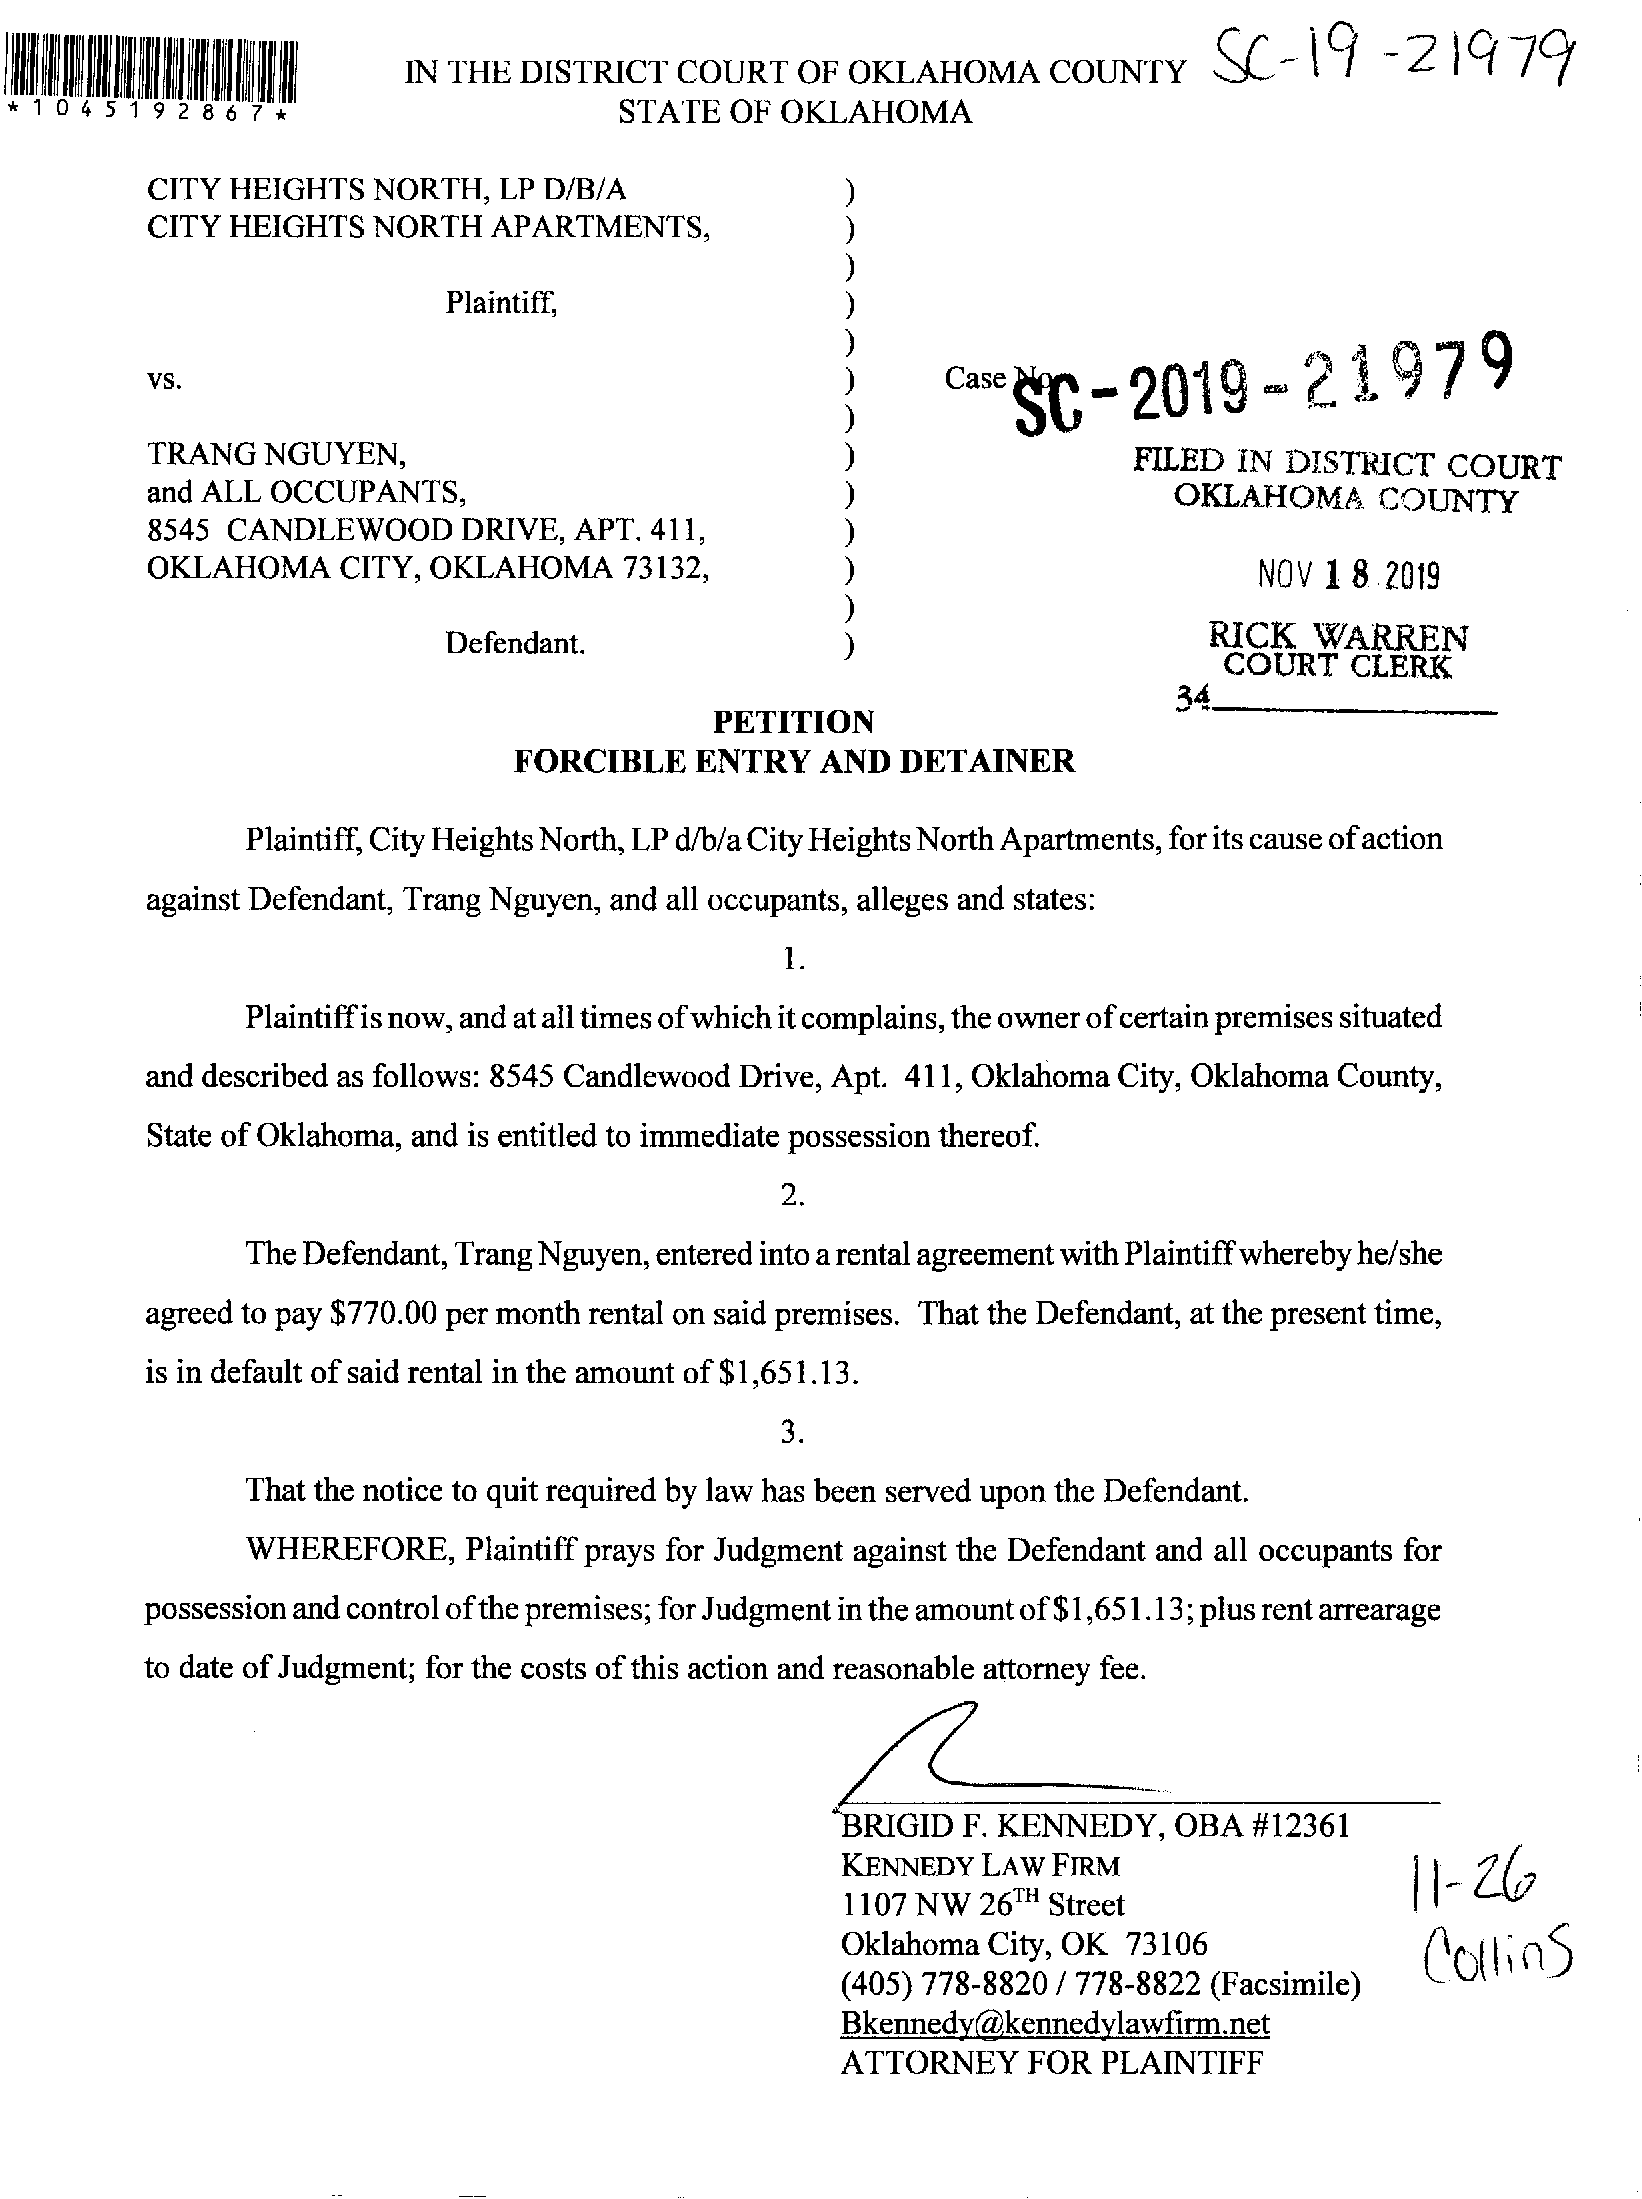 SC-19-21979
*1045192867*
IN THE DISTRICT COURT OF OKLAHOMA COUNTY
STATE OF OKLAHOMA
CITY HEIGHTS NORTH, LP D/B/A )
CITY HEIGHTS NORTH APARTMENTS, )
)
Plaintiff, )
)
vs. ) Case No. SC-2019-21979
)
TRANG NGUYEN, )
and ALL OCCUPANTS, )
8545 CANDLEWOOD DRIVE, APT. 411, )
OKLAHOMA CITY, OKLAHOMA 73132, )
)
Defendant. )
FILED IN DISTRICT COURT
OKLAHOMA COUNTY
NOV 18 2019
RICK WARREN
COURT CLERK
34
PETITION
FORCIBLE ENTRY AND DETAINER
Plaintiff, City Heights North, LP d/b/a City Heights North Apartments, for its cause of action
against Defendant, Trang Nguyen, and all occupants, alleges and states:
1.
Plaintiff is now, and at all times of which it complains, the owner of certain premises situated
and described as follows: 8545 Candlewood Drive, Apt. 411, Oklahoma City, Oklahoma County,
State of Oklahoma, and is entitled to immediate possession thereof.
2.
The Defendant, Trang Nguyen, entered into a rental agreement with Plaintiff whereby he/she
agreed to pay $770.00 per month rental on said premises. That the Defendant, at the present time,
is in default of said rental in the amount of $1,651.13.
3.
That the notice to quit required by law has been served upon the Defendant.
WHEREFORE, Plaintiff prays for Judgment against the Defendant and all occupants for
possession and control of the premises; for Judgment in the amount of $1,651.13; plus rent arrearage
to date of Judgment; for the costs of this action and reasonable attorney fee.
BRIGID F. KENNEDY, OBA #12361
KENNEDY LAW FIRM
1107 NW 26TH Street
Oklahoma City, OK 73106
(405) 778-8820 / 778-8822 (Facsimile)
Bkennedy@kennedylawfirm.net
ATTORNEY FOR PLAINTIFF
11-26
Collins